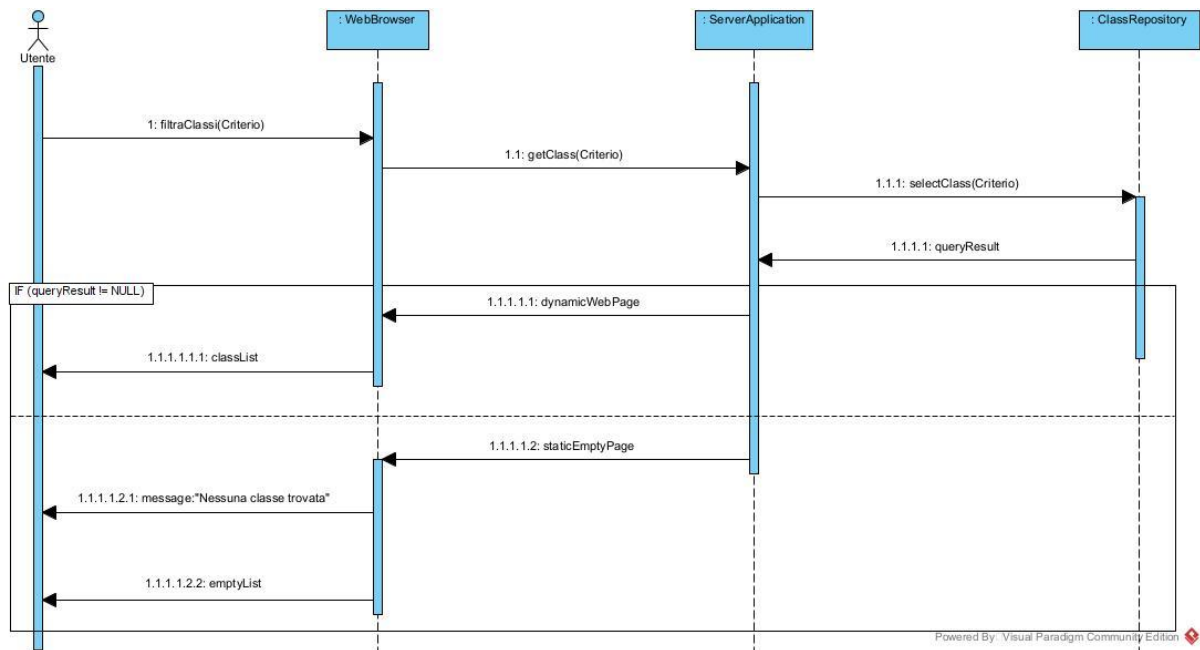 : WebBrowser
: ServerApplication
: ClassRepository
Utente
1: filtraClassi(Criterio)
1.1: getClass(Criterio)
1.1.1: selectClass(Criterio)
1.1.1.1: queryResult
IF (queryResult != NULL)
1.1.1.1.1: dynamicWebPage
1.1.1.1.1.1: classList
1.1.1.1.2: staticEmptyPage
1.1.1.1.2.1: message:"Nessuna classe trovata"
1.1.1.1.2.2: emptyList
Powered By: Visual Paradigm Community Edition